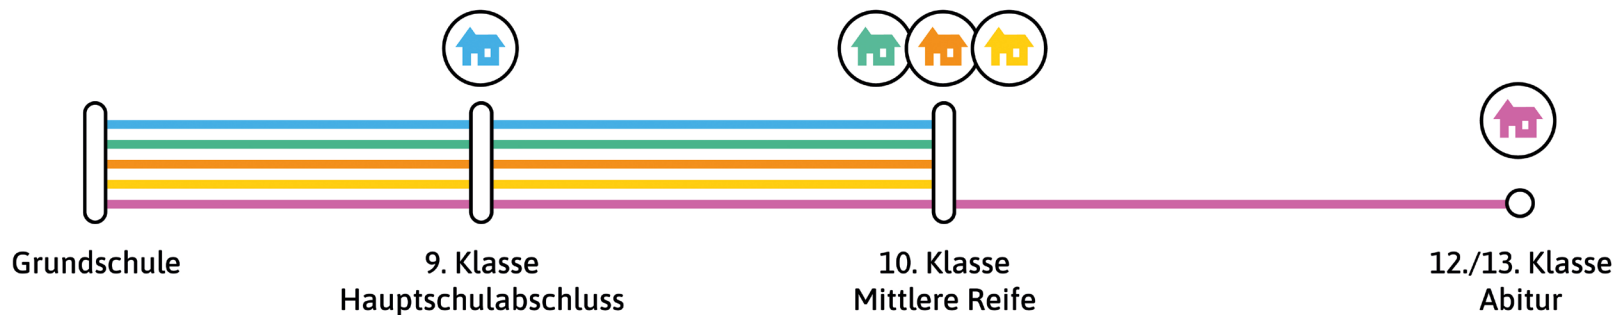 Grundschule
9. Klasse
Hauptschulabschluss
10. Klasse
Mittlere Reife
12./13. Klasse
Abitur